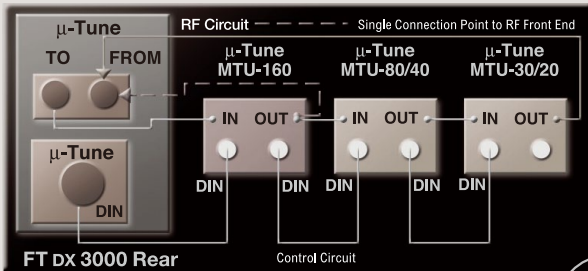 μ-Tune
TO FROM
μ-Tune
DIN
FT DX 3000 Rear
RF Circuit
Single Connection Point to RF Front End
μ-Tune
MTU-160
IN OUT
DIN DIN
μ-Tune
MTU-80/40
IN OUT
DIN DIN
μ-Tune
MTU-30/20
IN OUT
DIN
Control Circuit